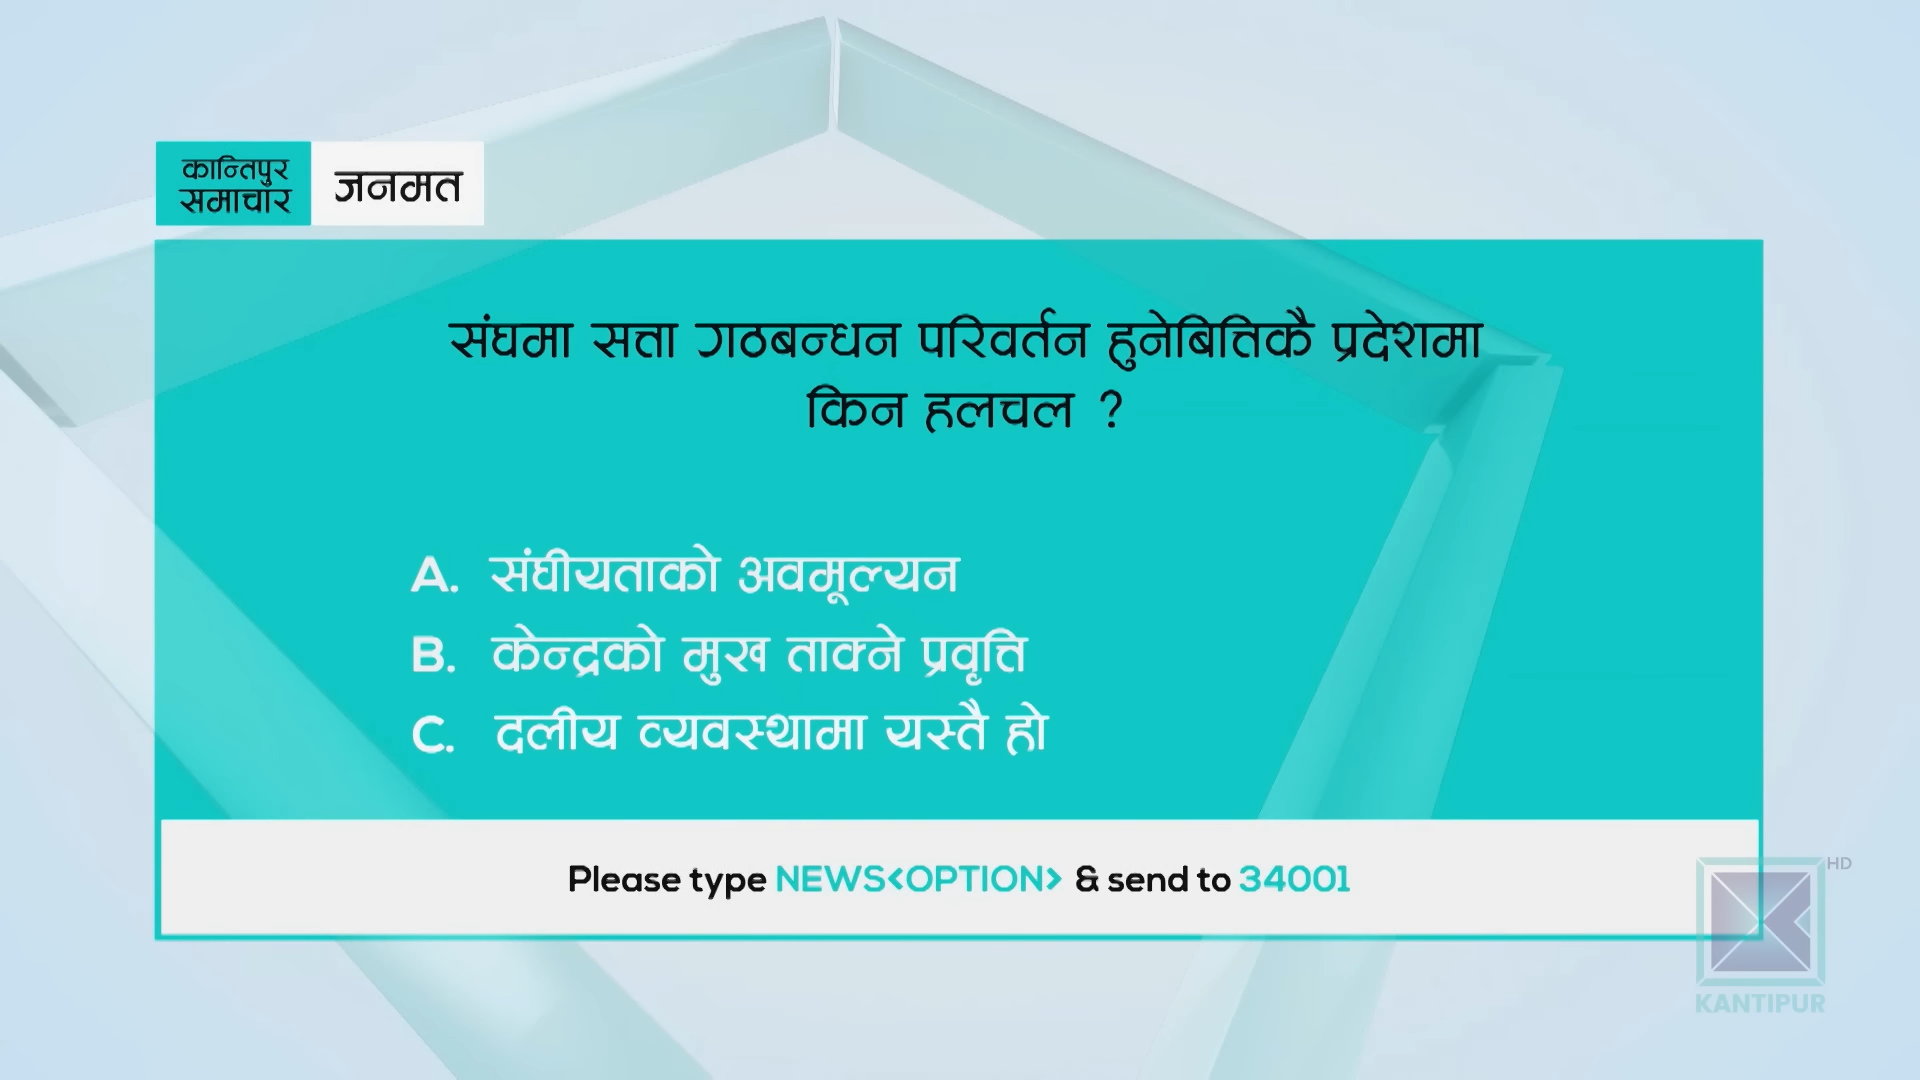 कान्तिपुर
समाचार
जनमत
संघमा सत्ता गठबन्धन परिवर्तन हुनेबित्तिकै प्रदेशमा
किन हलचल ?
A. संघीयताको अवमूल्यन
B. केन्द्रको मुख ताक्ने प्रवृत्ति
C. दलीय व्यवस्थामा यस्तै हो
Please type NEWS<OPTION> & send to 34001
HD
KANTIPUR